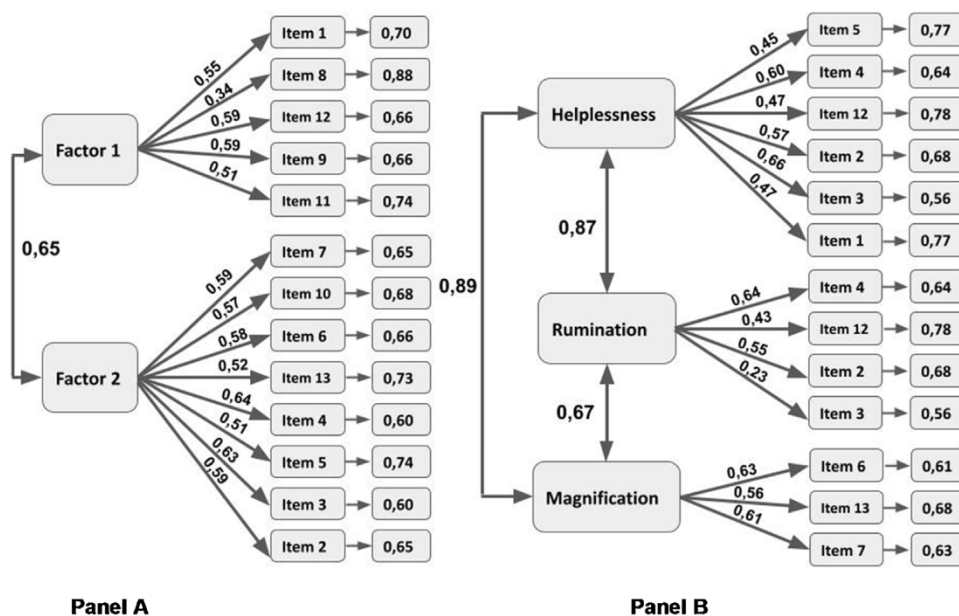 Factor 1
0,55
Item 1
0,70
0,34
Item 8
0,88
0,59
Item 12
0,66
0,59
Item 9
0,66
0,51
Item 11
0,74
0,65
Factor 2
0,59
Item 7
0,65
0,57
Item 10
0,68
0,58
Item 6
0,66
0,52
Item 13
0,73
0,64
Item 4
0,60
0,51
Item 5
0,74
0,63
Item 3
0,60
0,59
Item 2
0,65
Panel A
Helplessness
0,45
Item 5
0,77
0,60
Item 4
0,64
0,47
Item 12
0,78
0,57
Item 2
0,68
0,66
Item 3
0,56
0,47
Item 1
0,77
0,87
0,89
Rumination
0,64
Item 4
0,64
0,43
Item 12
0,78
0,55
Item 2
0,68
0,23
Item 3
0,56
0,67
Magnification
0,63
Item 6
0,61
0,56
Item 13
0,68
0,61
Item 7
0,63
Panel B